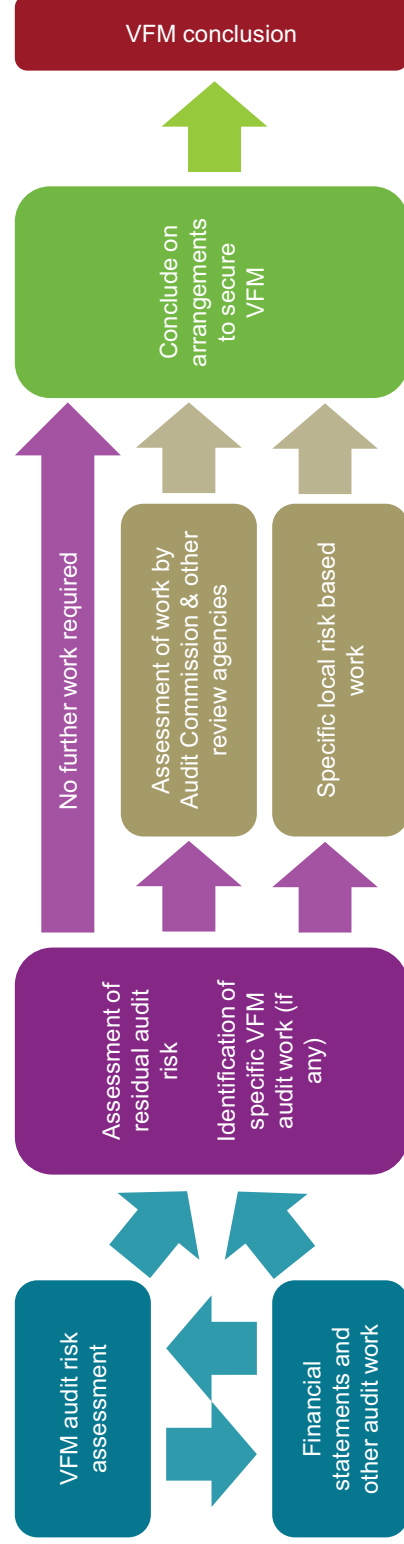 VFM audit risk
assessment
Financial
statements and
other audit work
Assessment of
residual audit
risk
Identification of
specific VFM
audit work (if
any)
No further work required
Assessment of work by
Audit Commission & other
review agencies
Specific local risk based
work
Conclude on
arrangements
to secure
VFM
VFM conclusion